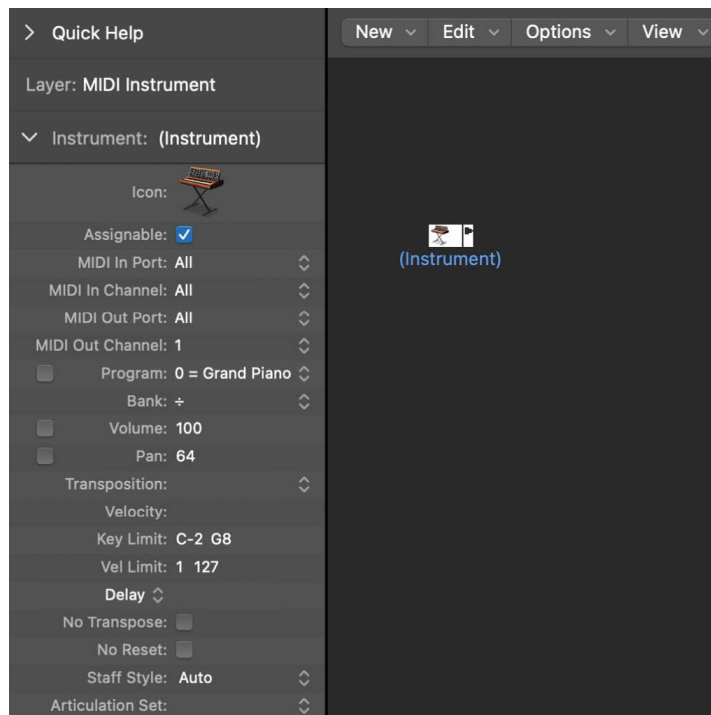 Quick Help
New Edit Options View
Layer: MIDI Instrument
Instrument: (Instrument)
Icon:
Assignable:
MIDI In Port: All
MIDI In Channel: All
MIDI Out Port: All
MIDI Out Channel: 1
Program: 0 = Grand Piano
Bank: ÷
Volume: 100
Pan: 64
Transposition:
Velocity:
Key Limit: C-2 G8
Vel Limit: 1 127
Delay
No Transpose:
No Reset:
Staff Style: Auto
Articulation Set:
(Instrument)